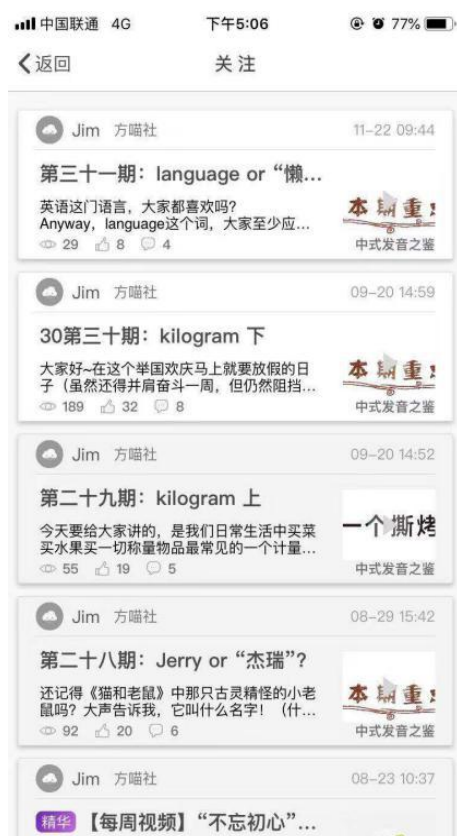 中国联通 4G 下午5:06 77%
返回 关注
Jim 方喵社 11-22 09:44
第三十一期：language or “懒...
英语这门语言，大家都喜欢吗？
Anyway，language这个词，大家至少应...
本期重
29 8 4 中式发音之鉴
Jim 方喵社 09-20 14:59
30第三十期：kilogram 下
大家好~在这个举国欢庆马上就要放假的日
子（虽然还得并肩奋斗一周，但仍然阻挡...
本期重
189 32 8 中式发音之鉴
Jim 方喵社 09-20 14:52
第二十九期：kilogram 上
今天要给大家讲的，是我们日常生活中买菜
买水果买一切称量物品最常见的一个计量...
一个撕烤
55 19 5 中式发音之鉴
Jim 方喵社 08-29 15:42
第二十八期：Jerry or “杰瑞”？
还记得《猫和老鼠》中那只古灵精怪的小老
鼠吗？大声告诉我，它叫什么名字！（什...
本期重
92 20 6 中式发音之鉴
Jim 方喵社 08-23 10:37
精华【每周视频】“不忘初心”...